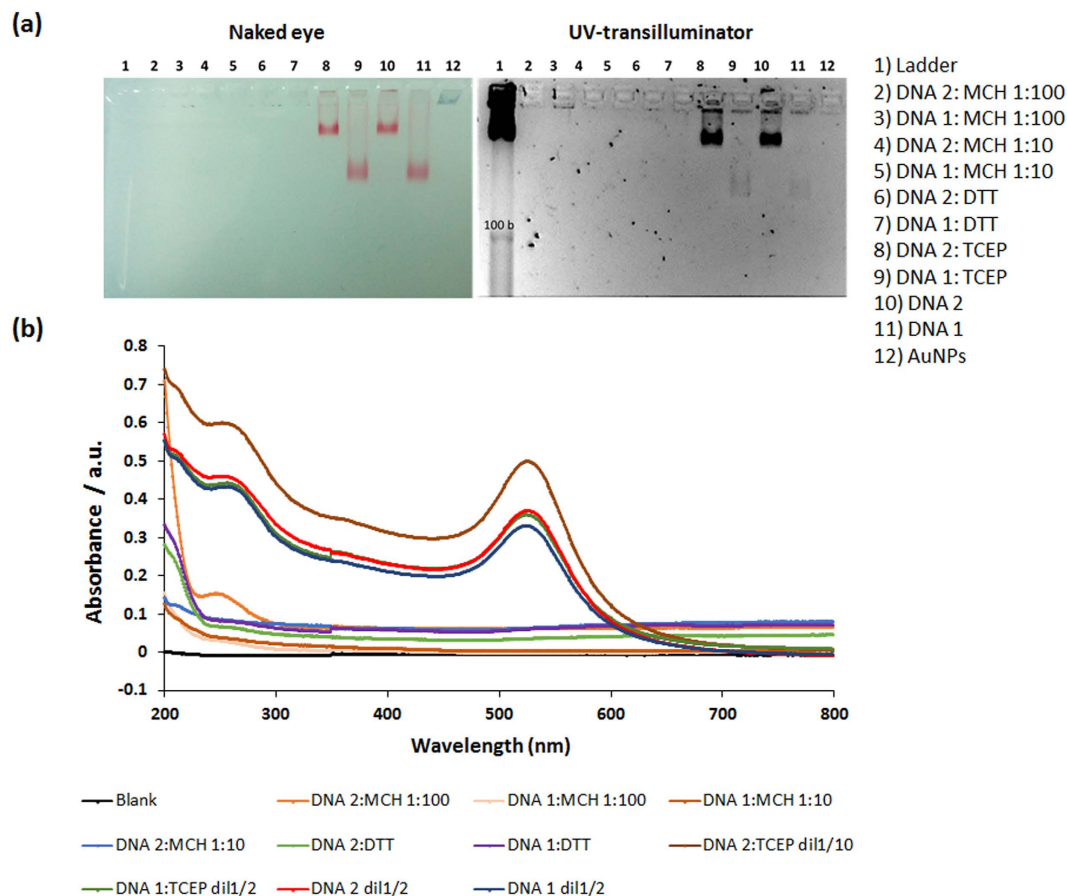 (a)
Naked eye
UV-transilluminator
1 2 3 4 5 6 7 8 9 10 11 12
1 2 3 4 5 6 7 8 9 10 11 12
100 b
1) Ladder
2) DNA 2: MCH 1:100
3) DNA 1: MCH 1:100
4) DNA 2: MCH 1:10
5) DNA 1: MCH 1:10
6) DNA 2: DTT
7) DNA 1: DTT
8) DNA 2: TCEP
9) DNA 1: TCEP
10) DNA 2
11) DNA 1
12) AuNPs
(b)
Absorbance / a.u.
0.8
0.7
0.6
0.5
0.4
0.3
0.2
0.1
0
-0.1
200 300 400 500 600 700 800
Wavelength (nm)
Blank DNA 2:MCH 1:100 DNA 1:MCH 1:100 DNA 1:MCH 1:10
DNA 2:MCH 1:10 DNA 2:DTT DNA 1:DTT DNA 2:TCEP dil1/10
DNA 1:TCEP dil1/2 DNA 2 dil1/2 DNA 1 dil1/2